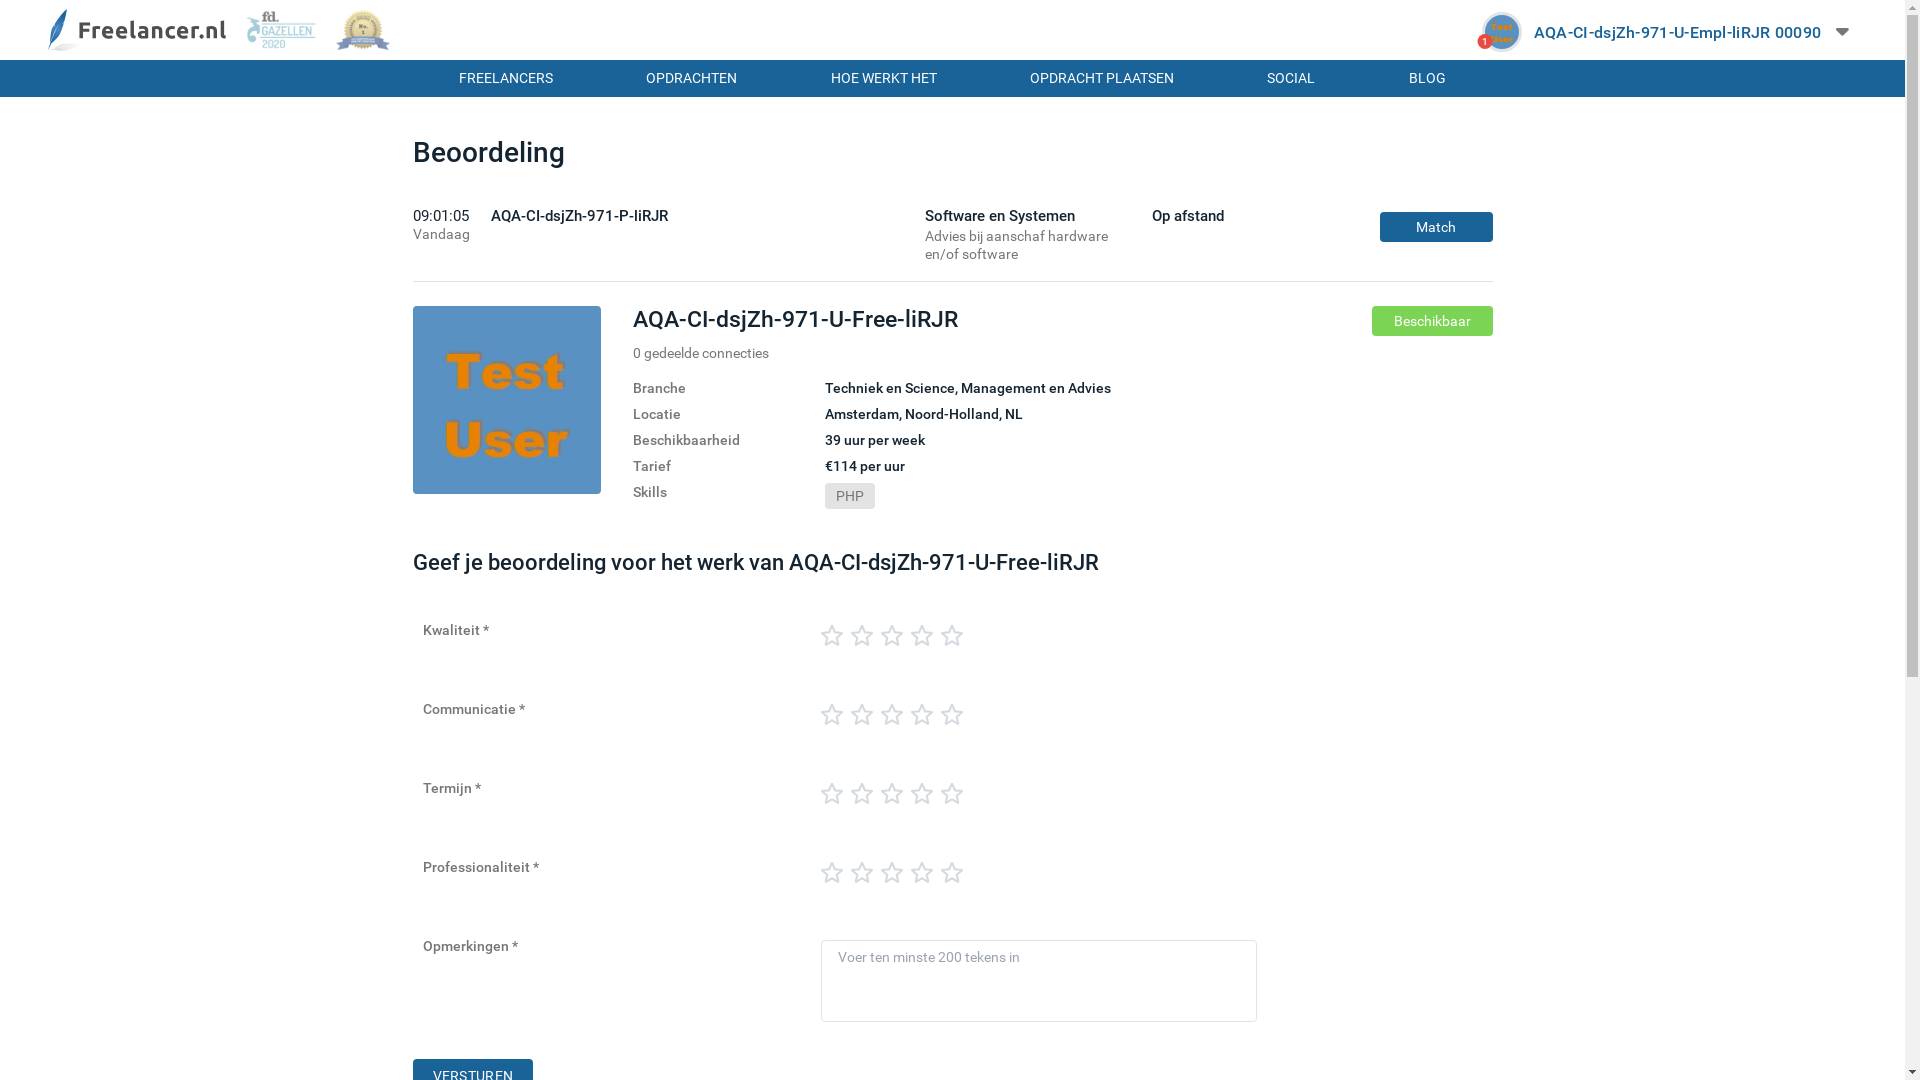 Freelancer.nl
fd.
GAZELLEN
2020
No.
1
Test
User
1
AQA-CI-dsjZh-971-U-Empl-liRJR 00090
FREELANCERS
OPDRACHTEN
HOE WERKT HET
OPDRACHT PLAATSEN
SOCIAL
BLOG
Beoordeling
09:01:05
Vandaag
AQA-CI-dsjZh-971-P-liRJR
Software en Systemen
Advies bij aanschaf hardware
en/of software
Op afstand
Match
Test
User
AQA-CI-dsjZh-971-U-Free-liRJR
Beschikbaar
0 gedeelde connecties
Branche Techniek en Science, Management en Advies
Locatie Amsterdam, Noord-Holland, NL
Beschikbaarheid 39 uur per week
Tarief €114 per uur
Skills PHP
Geef je beoordeling voor het werk van AQA-CI-dsjZh-971-U-Free-liRJR
Kwaliteit *
Communicatie *
Termijn *
Professionaliteit *
Opmerkingen *
Voer ten minste 200 tekens in
VERSTUREN